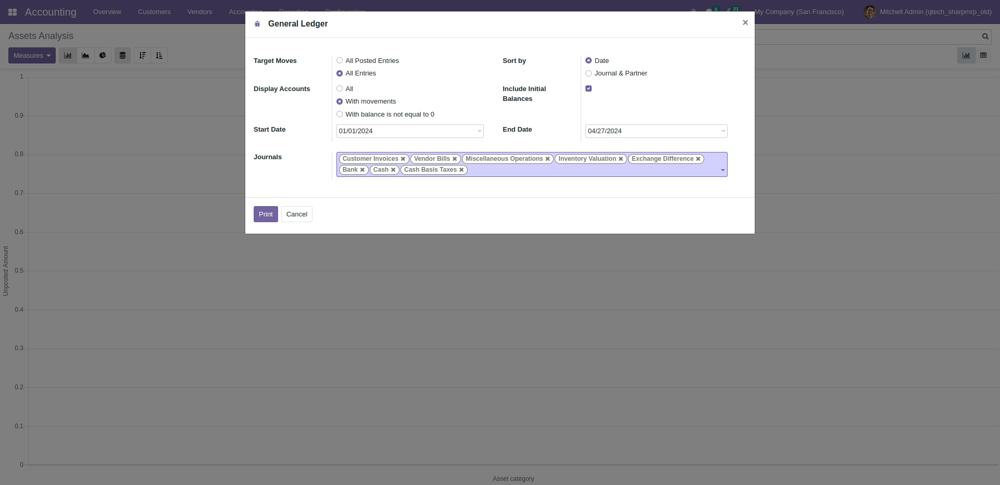 Accounting Overview Customers Vendors 5 21 My Company (San Francisco) Mitchell Admin (qtech_sharpmrp_old)
General Ledger ×
Assets Analysis
Measures
Target Moves
All Posted Entries
All Entries
Sort by
Date
Journal & Partner
Display Accounts
All
With movements
With balance is not equal to 0
Include Initial
Balances
Start Date
01/01/2024
End Date
04/27/2024
Journals
Customer Invoices ✖ Vendor Bills ✖ Miscellaneous Operations ✖ Inventory Valuation ✖ Exchange Difference ✖
Bank ✖ Cash ✖ Cash Basis Taxes ✖
Print Cancel
1
0.9
0.8
0.7
0.6
0.5
0.4
0.3
0.2
0.1
0
Unposted Amount
Asset category